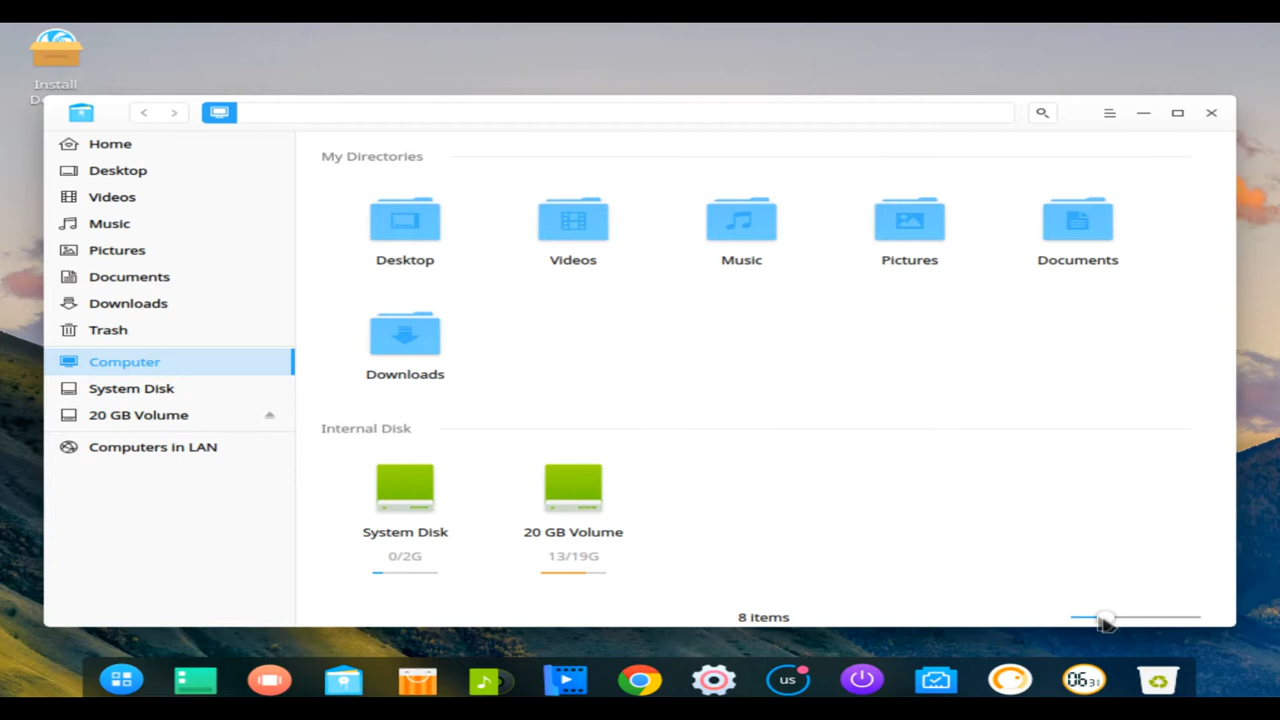 Install
Home
Desktop
Videos
Music
Pictures
Documents
Downloads
Trash
Computer
System Disk
20 GB Volume
Computers in LAN
My Directories
Desktop
Videos
Music
Pictures
Documents
Downloads
Internal Disk
System Disk
20 GB Volume
0/2G
13/19G
8 items
us
06 31